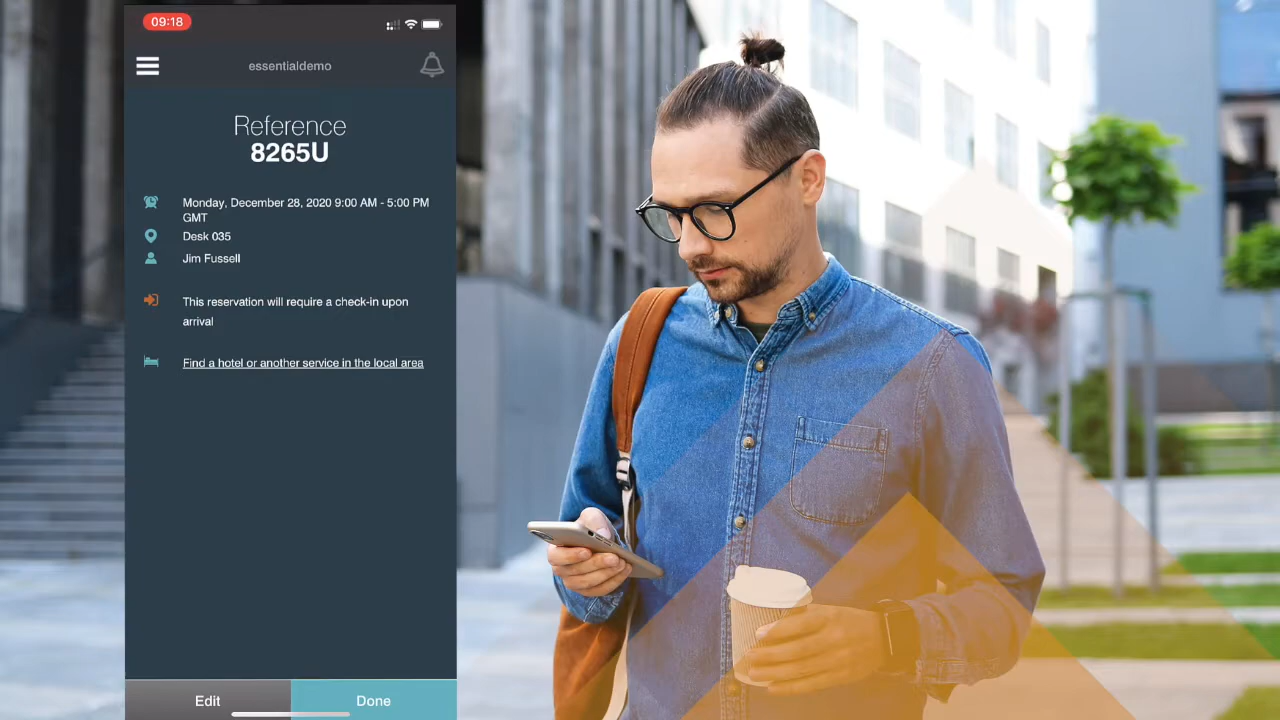 09:18
essentialdemo
Reference
8265U
Monday, December 28, 2020 9:00 AM - 5:00 PM
GMT
Desk 035
Jim Fussell
This reservation will require a check-in upon
arrival
Find a hotel or another service in the local area
Edit
Done